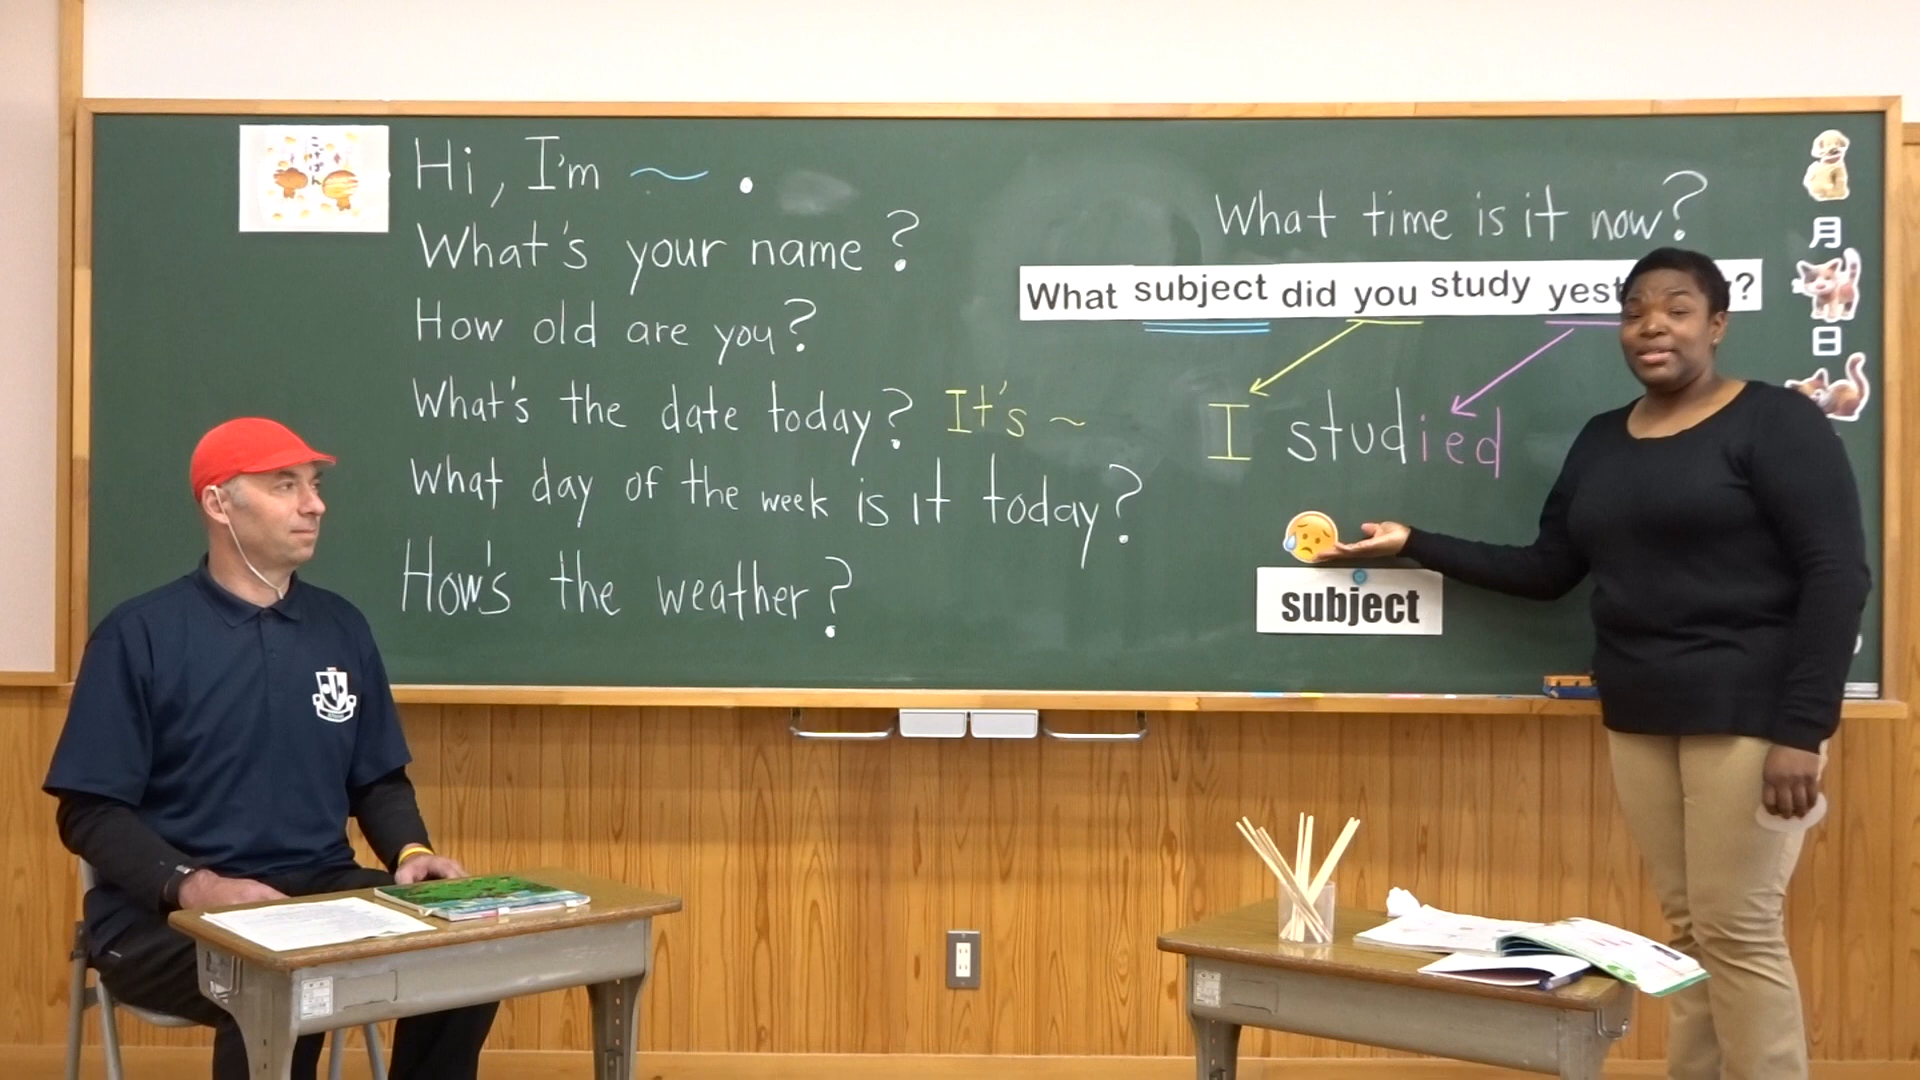 Hi, I'm ~ .
What's your name?
How old are you?
What's the date today? It's ~
What day of the week is it today?
How's the weather?
What time is it now?
What subject did you study yest ?
I studied
subject
月
日